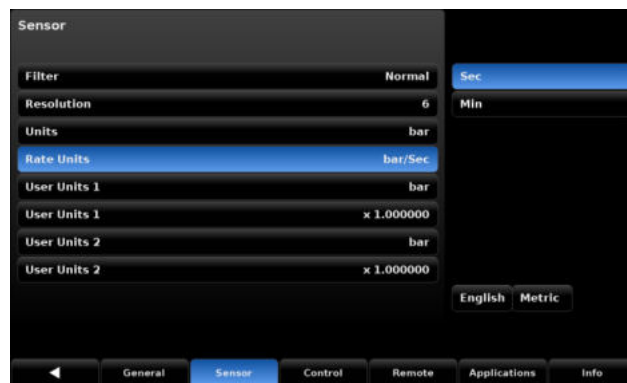 Sensor
Filter Normal
Resolution 6
Units bar
Rate Units bar/Sec
User Units 1 bar
User Units 1 x 1.000000
User Units 2 bar
User Units 2 x 1.000000
Sec
Min
English Metric
General Sensor Control Remote Applications Info